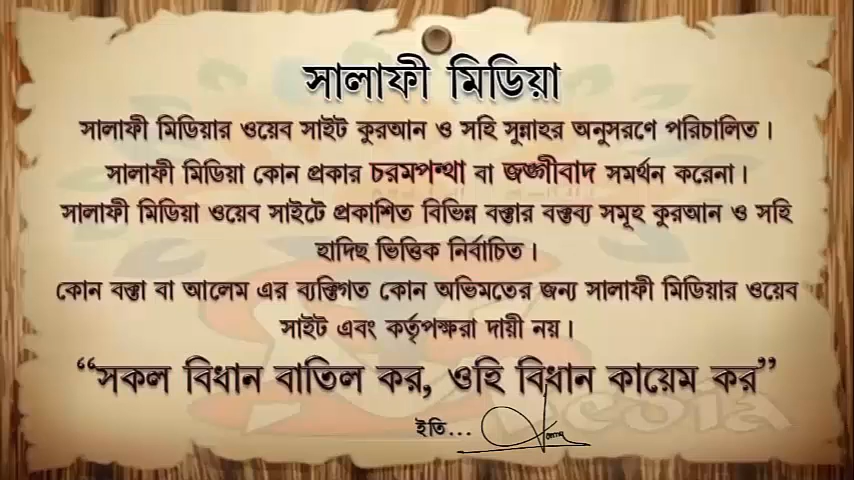 সালাফী মিডিয়া
সালাফী মিডিয়ার ওয়েব সাইট কুরআন ও সহি সুন্নাহর অনুসরণে পরিচালিত।
সালাফী মিডিয়া কোন প্রকার চরমপন্থা বা জঙ্গীবাদ সমর্থন করেনা।
সালাফী মিডিয়া ওয়েব সাইটে প্রকাশিত বিভিন্ন বক্তার বক্তব্য সমূহ কুরআন ও সহি
হাদিছ ভিত্তিক নির্বাচিত।
কোন বক্তা বা আলেম এর ব্যক্তিগত কোন অভিমতের জন্য সালাফী মিডিয়ার ওয়েব
সাইট এবং কর্তৃপক্ষরা দায়ী নয়।
“সকল বিধান বাতিল কর, ওহি বিধান কায়েম কর”
ইতি...